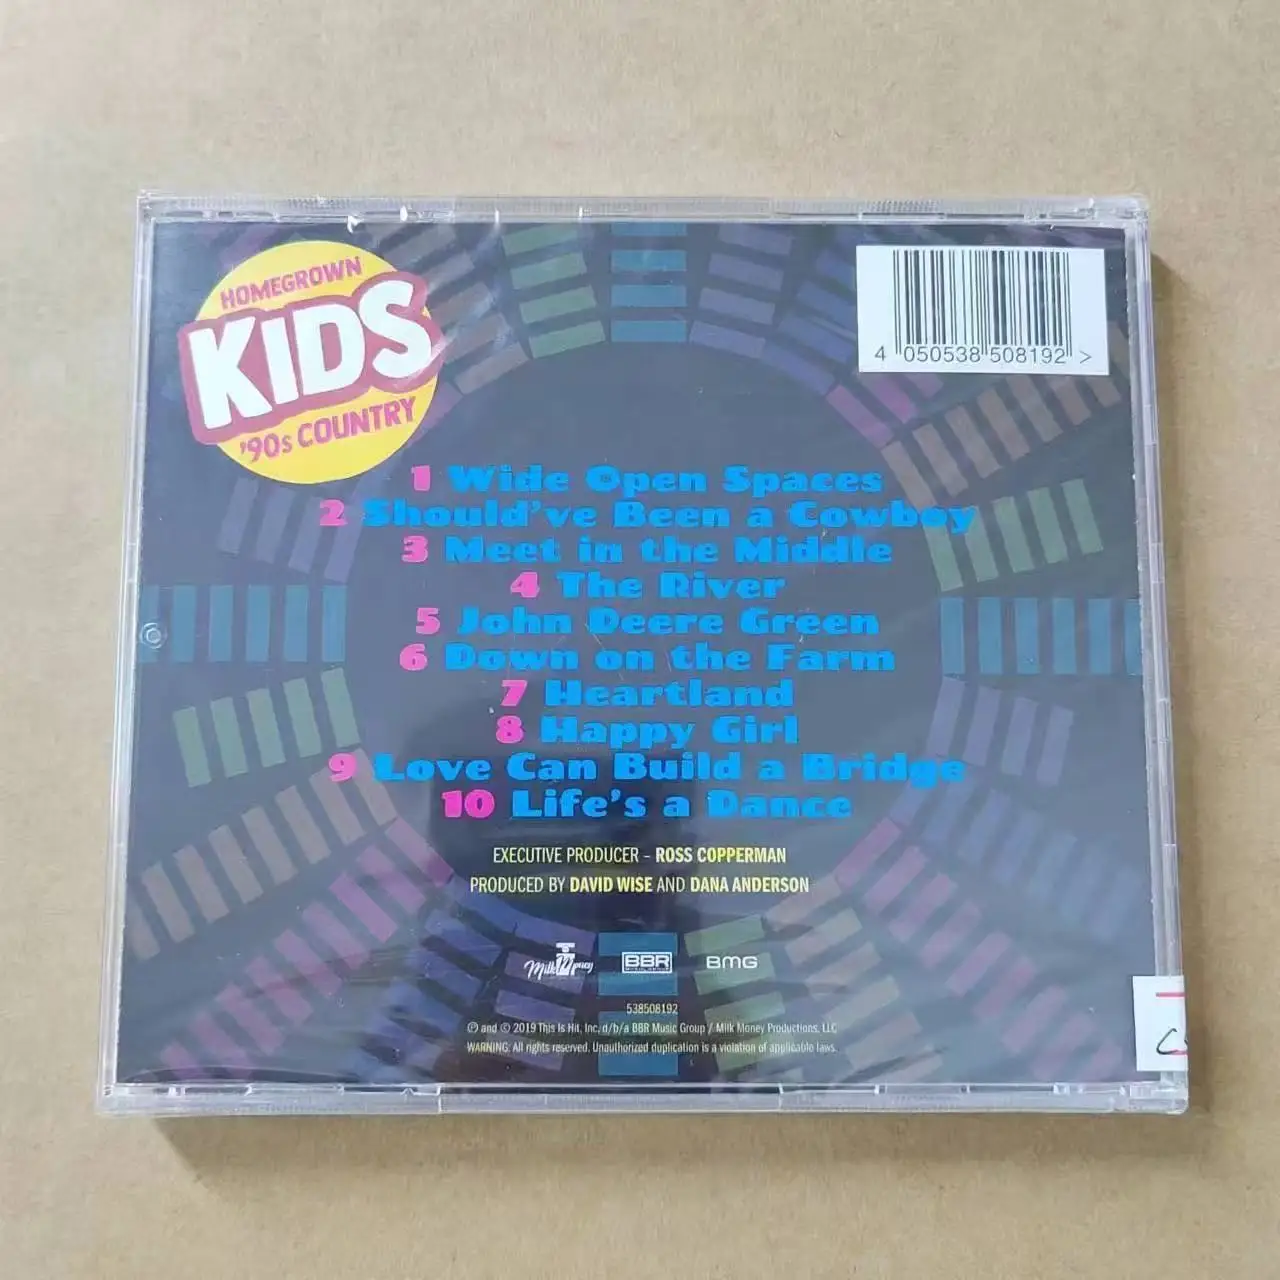 HOMEGROWN
KIDS
'90s COUNTRY
4 050538 508192 >
1 Wide Open Spaces
2 Should've Been a Cowboy
3 Meet in the Middle
4 The River
5 John Deere Green
6 Down on the Farm
7 Heartland
8 Happy Girl
9 Love Can Build a Bridge
10 Life's a Dance
EXECUTIVE PRODUCER – ROSS COPPERMAN
PRODUCED BY DAVID WISE AND DANA ANDERSON
Milk Money
BBR
MUSIC GROUP
BMG
538508192
℗ and © 2019 This Is Hit, Inc. d/b/a BBR Music Group / Milk Money Productions, LLC
WARNING: All rights reserved. Unauthorized duplication is a violation of applicable laws.